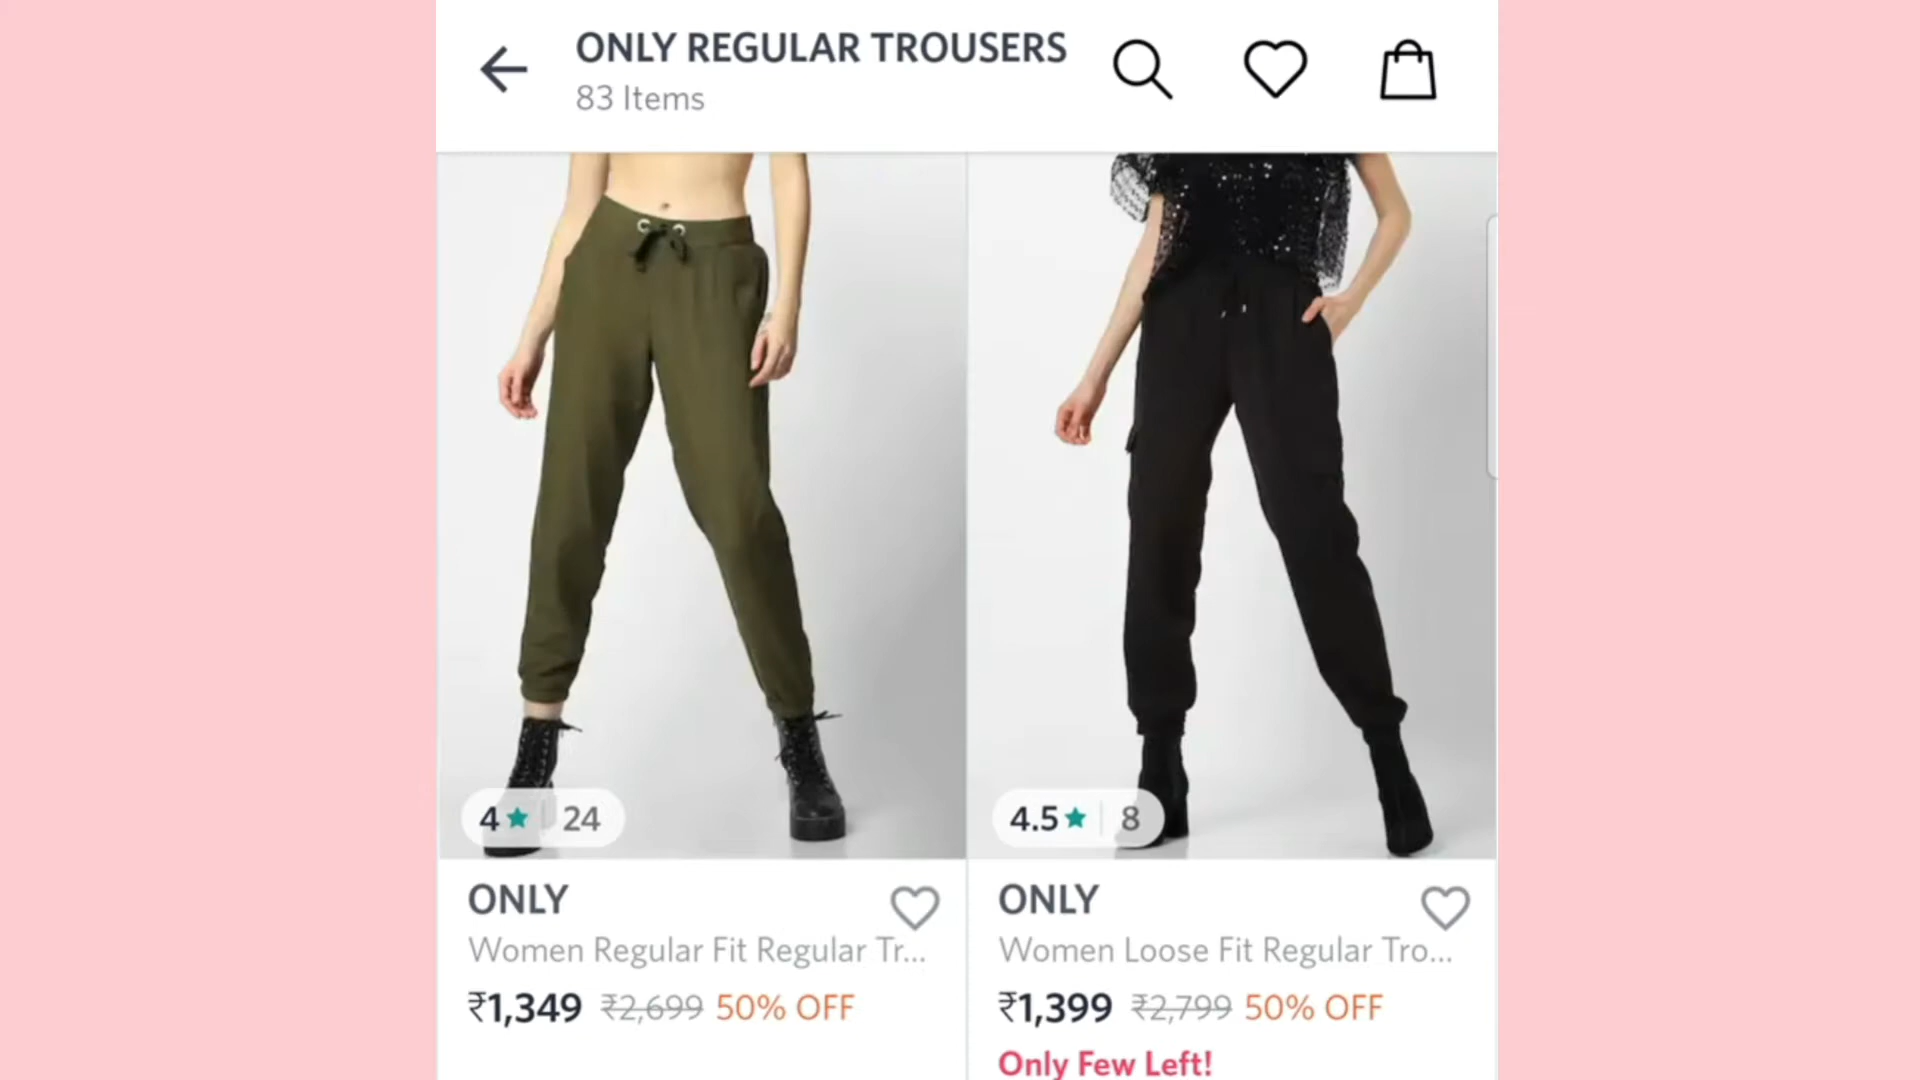 ONLY REGULAR TROUSERS
83 Items
4 ★ | 24
4.5 ★ | 8
ONLY
Women Regular Fit Regular Tr...
₹1,349 ₹2,699 50% OFF
ONLY
Women Loose Fit Regular Tro...
₹1,399 ₹2,799 50% OFF
Only Few Left!